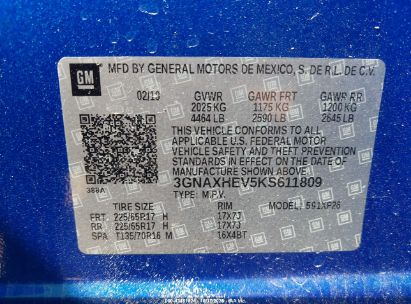 GM
MFD BY GENERAL MOTORS DE MEXICO, S. DE R.L. DE C.V.
GVWR GAWR FRT GAWR RR
2025 KG 1175 KG 1200 KG
4464 LB 2590 LB 2645 LB
THIS VEHICLE CONFORMS TO ALL
APPLICABLE U.S. FEDERAL MOTOR
VEHICLE SAFETY AND THEFT PREVENTION
STANDARDS IN EFFECT ON THE DATE OF
MANUFACTURE SHOWN ABOVE.
3GNAXHEV5KS611809
TYPE: M.P.V.
TIRE SIZE RIM
FRT 225/65R17 H 17X7J
RR 225/65R17 H 17X7J
SPA T135/70R16 M 16X4BT